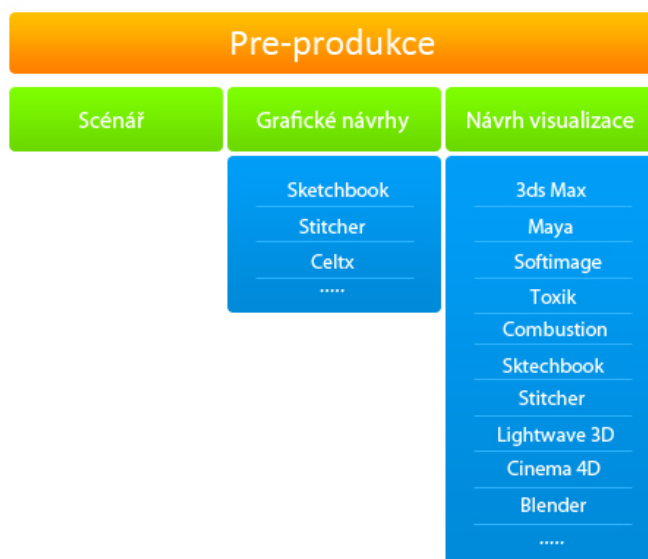 Pre-produkce
Scénář
Grafické návrhy
Návrh visualizace
Sketchbook
Stitcher
Celtx
.....
3ds Max
Maya
Softimage
Toxik
Combustion
Sktechbook
Stitcher
Lightwave 3D
Cinema 4D
Blender
.....